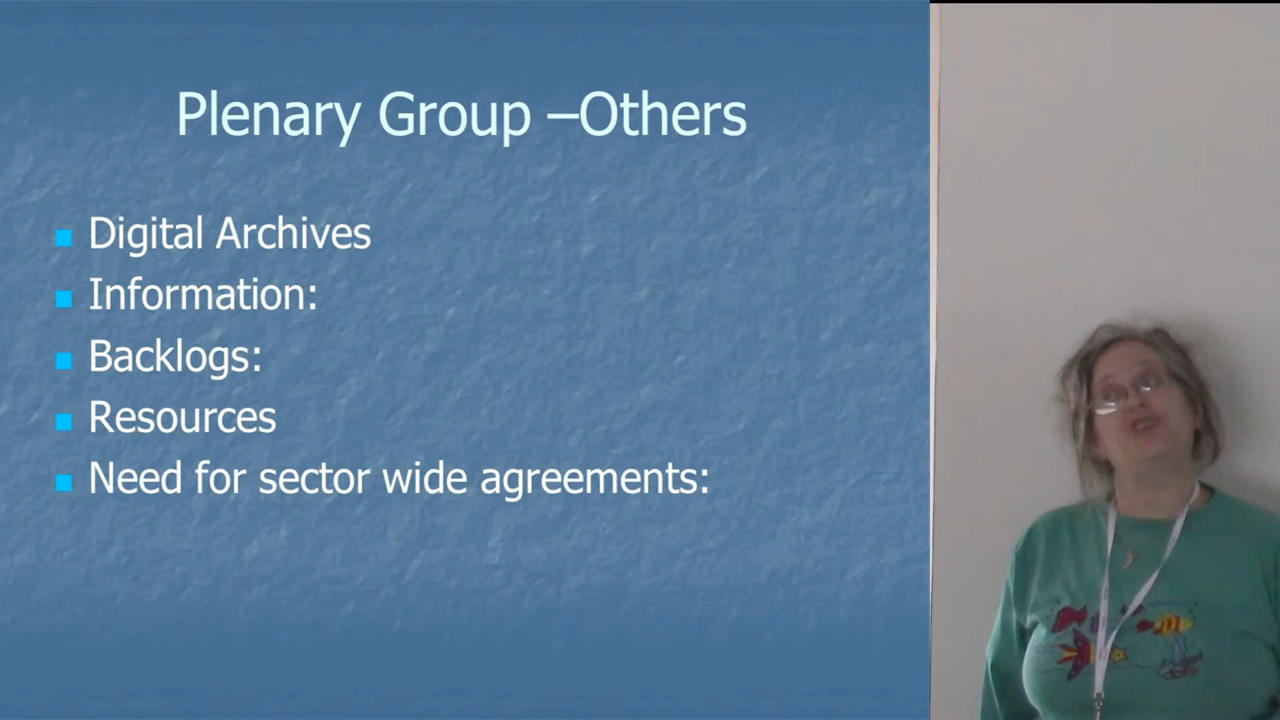 Plenary Group –Others
Digital Archives
Information:
Backlogs:
Resources
Need for sector wide agreements: